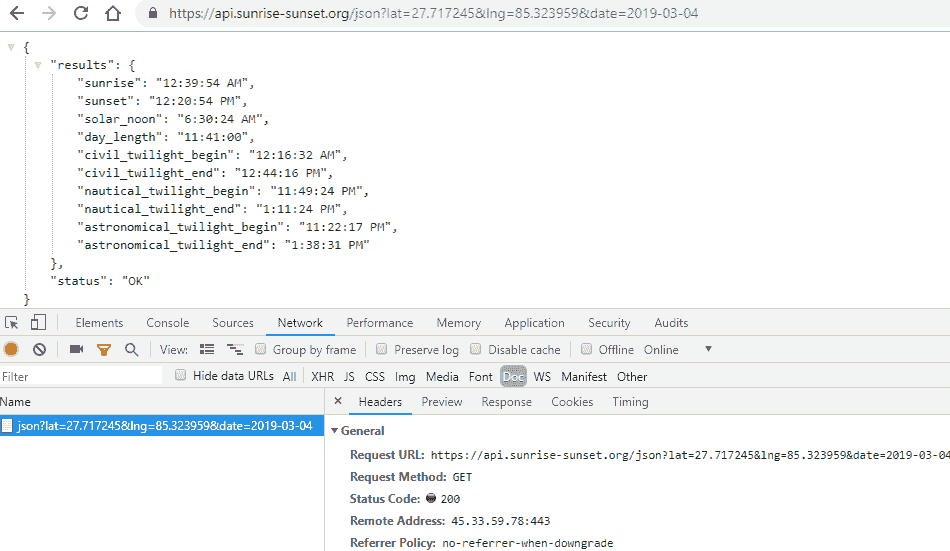 https://api.sunrise-sunset.org/json?lat=27.717245&lng=85.323959&date=2019-03-04
{
"results": {
"sunrise": "12:39:54 AM",
"sunset": "12:20:54 PM",
"solar_noon": "6:30:24 AM",
"day_length": "11:41:00",
"civil_twilight_begin": "12:16:32 AM",
"civil_twilight_end": "12:44:16 PM",
"nautical_twilight_begin": "11:49:24 PM",
"nautical_twilight_end": "1:11:24 PM",
"astronomical_twilight_begin": "11:22:17 PM",
"astronomical_twilight_end": "1:38:31 PM"
},
"status": "OK"
}
Elements Console Sources Network Performance Memory Application Security Audits
View: Group by frame Preserve log Disable cache Offline Online
Filter Hide data URLs All XHR JS CSS Img Media Font Doc WS Manifest Other
Name × Headers Preview Response Cookies Timing
json?lat=27.717245&lng=85.323959&date=2019-03-04
General
Request URL: https://api.sunrise-sunset.org/json?lat=27.717245&lng=85.323959&date=2019-03-04
Request Method: GET
Status Code: 200
Remote Address: 45.33.59.78:443
Referrer Policy: no-referrer-when-downgrade